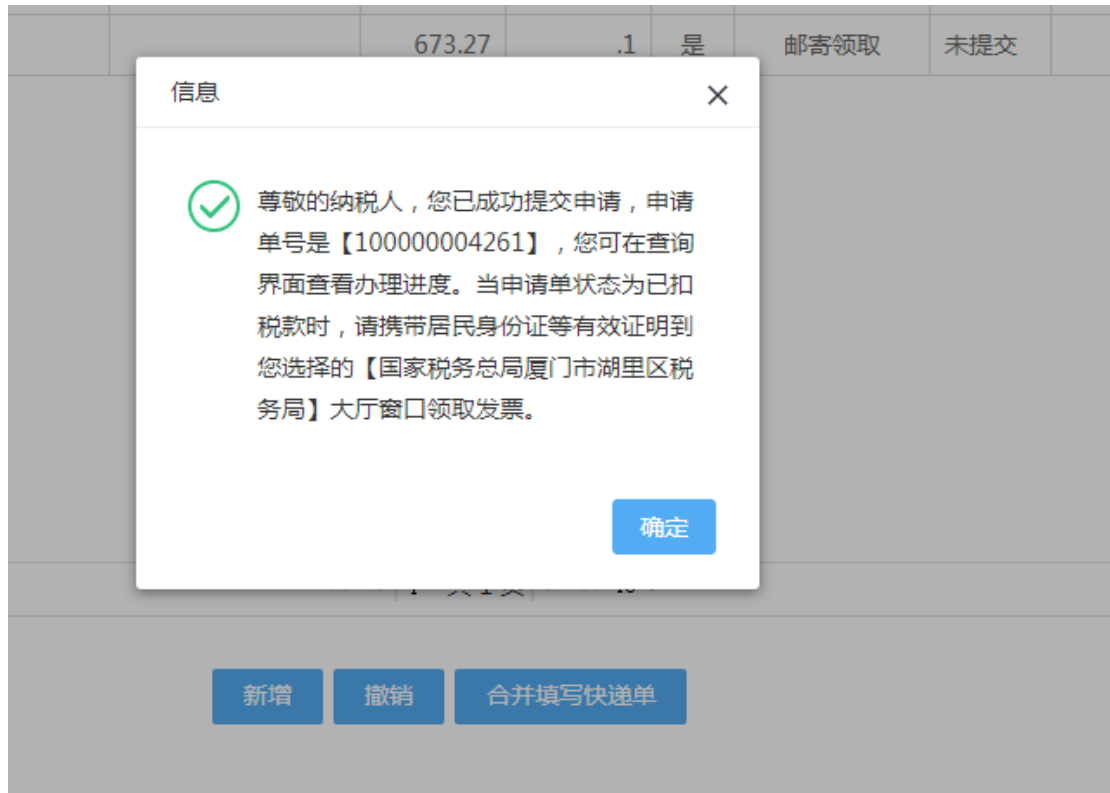 673.27 .1 是 邮寄领取 未提交
信息
尊敬的纳税人，您已成功提交申请，申请
单号是【100000004261】，您可在查询
界面查看办理进度。当申请单状态为已扣
税款时，请携带居民身份证等有效证明到
您选择的【国家税务总局厦门市湖里区税
务局】大厅窗口领取发票。
确定
新增 撤销 合并填写快递单